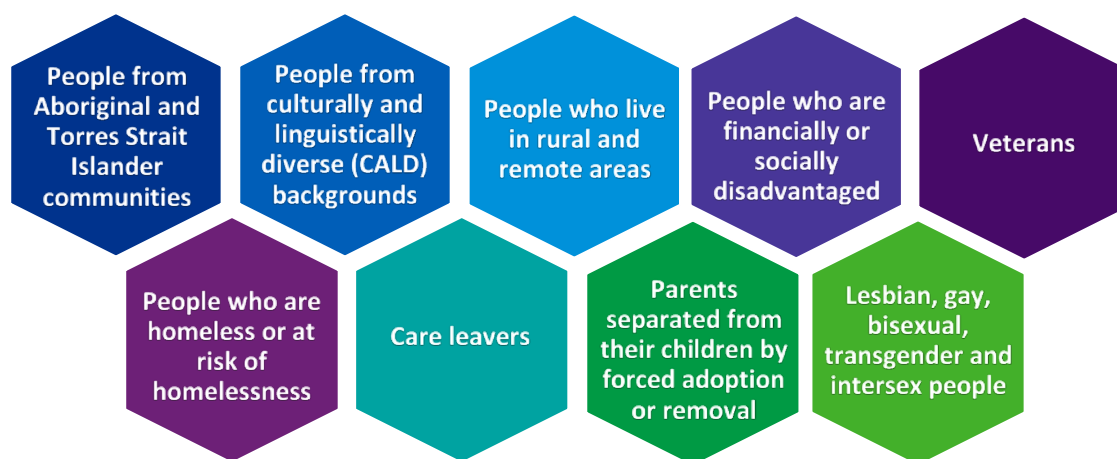 People from
Aboriginal and
Torres Strait
Islander
communities
People from
culturally and
linguistically
diverse (CALD)
backgrounds
People who live
in rural and
remote areas
People who are
financially or
socially
disadvantaged
Veterans
People who are
homeless or at
risk of
homelessness
Care leavers
Parents
separated from
their children by
forced adoption
or removal
Lesbian, gay,
bisexual,
transgender and
intersex people